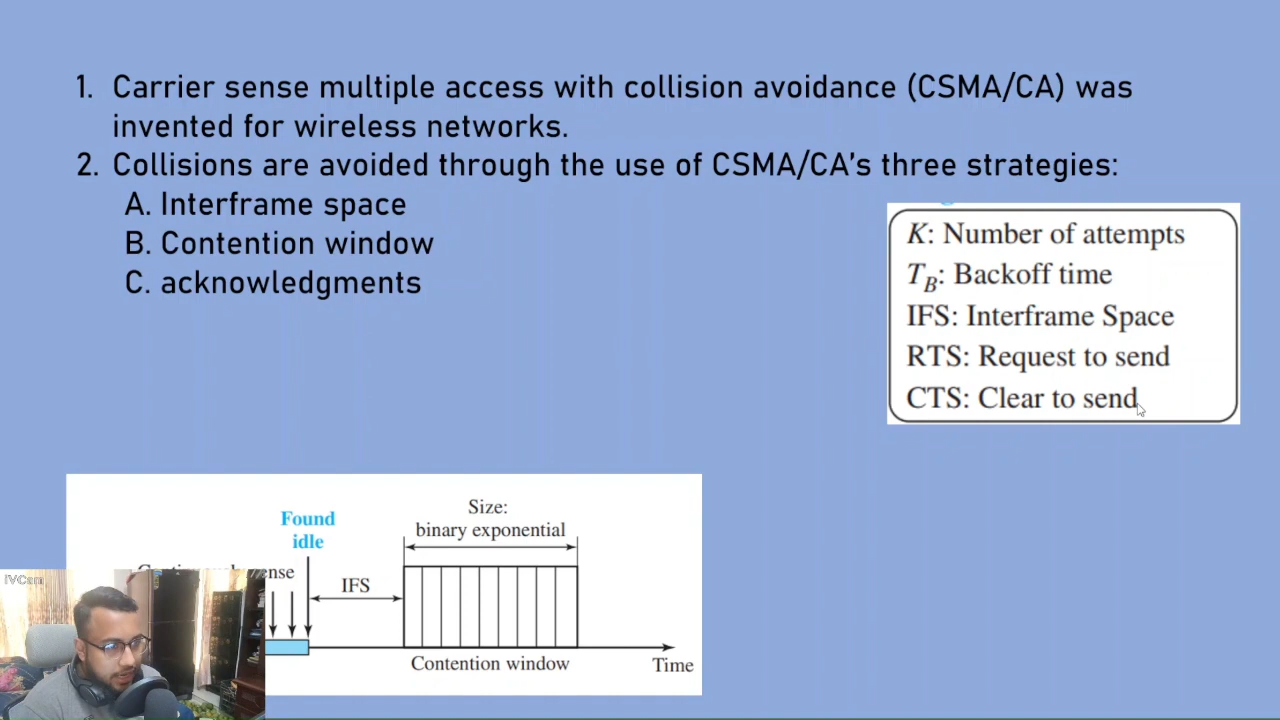 1. Carrier sense multiple access with collision avoidance (CSMA/CA) was
invented for wireless networks.
2. Collisions are avoided through the use of CSMA/CA's three strategies:
A. Interframe space
B. Contention window
C. acknowledgments
K: Number of attempts
T_B: Backoff time
IFS: Interframe Space
RTS: Request to send
CTS: Clear to send
Size:
binary exponential
Found
idle
IFS
Contention window
Time
IVCam